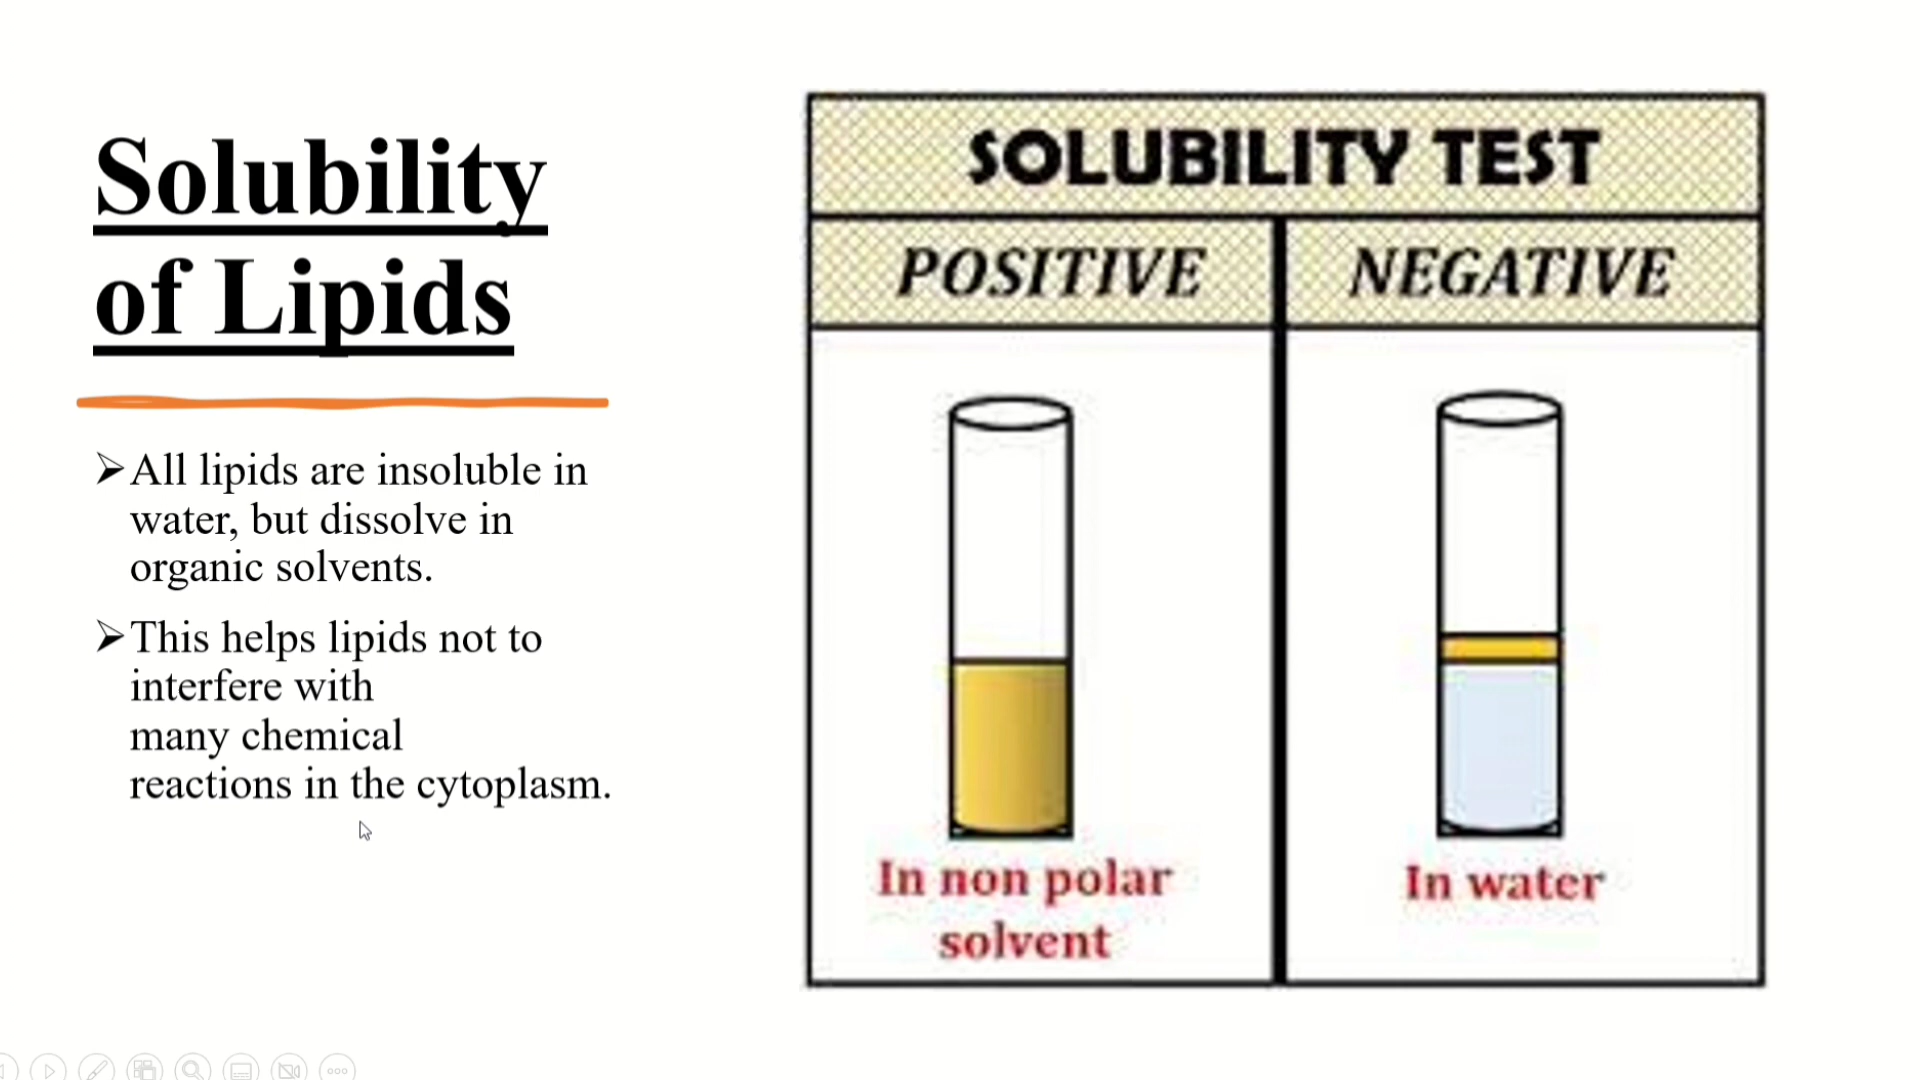 Solubility
of Lipids
➢All lipids are insoluble in
water, but dissolve in
organic solvents.
➢This helps lipids not to
interfere with
many chemical
reactions in the cytoplasm.
SOLUBILITY TEST
POSITIVE
NEGATIVE
In non polar
solvent
In water